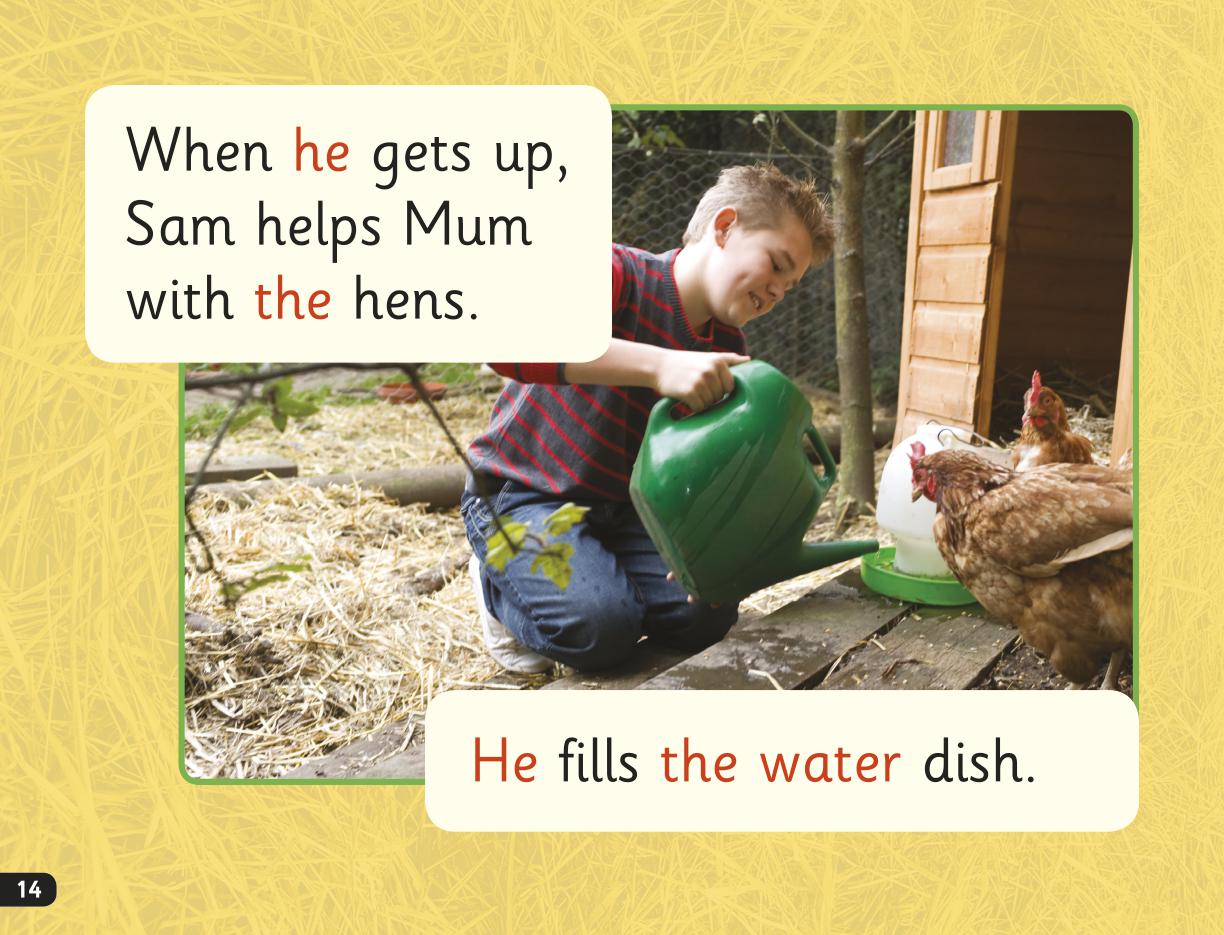 When he gets up,
Sam helps Mum
with the hens.
He fills the water dish.
14